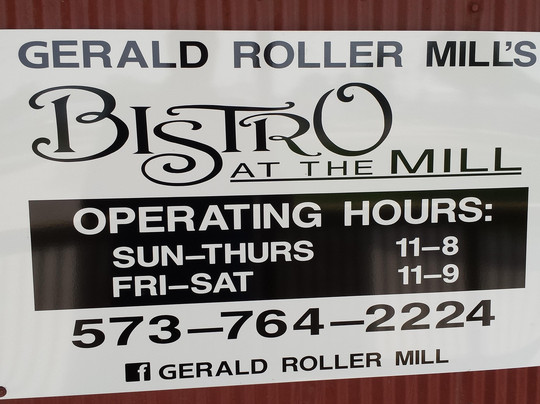 GERALD ROLLER MILL'S
BISTRO
AT THE MILL
OPERATING HOURS:
SUN-THURS 11-8
FRI-SAT 11-9
573-764-2224
f GERALD ROLLER MILL